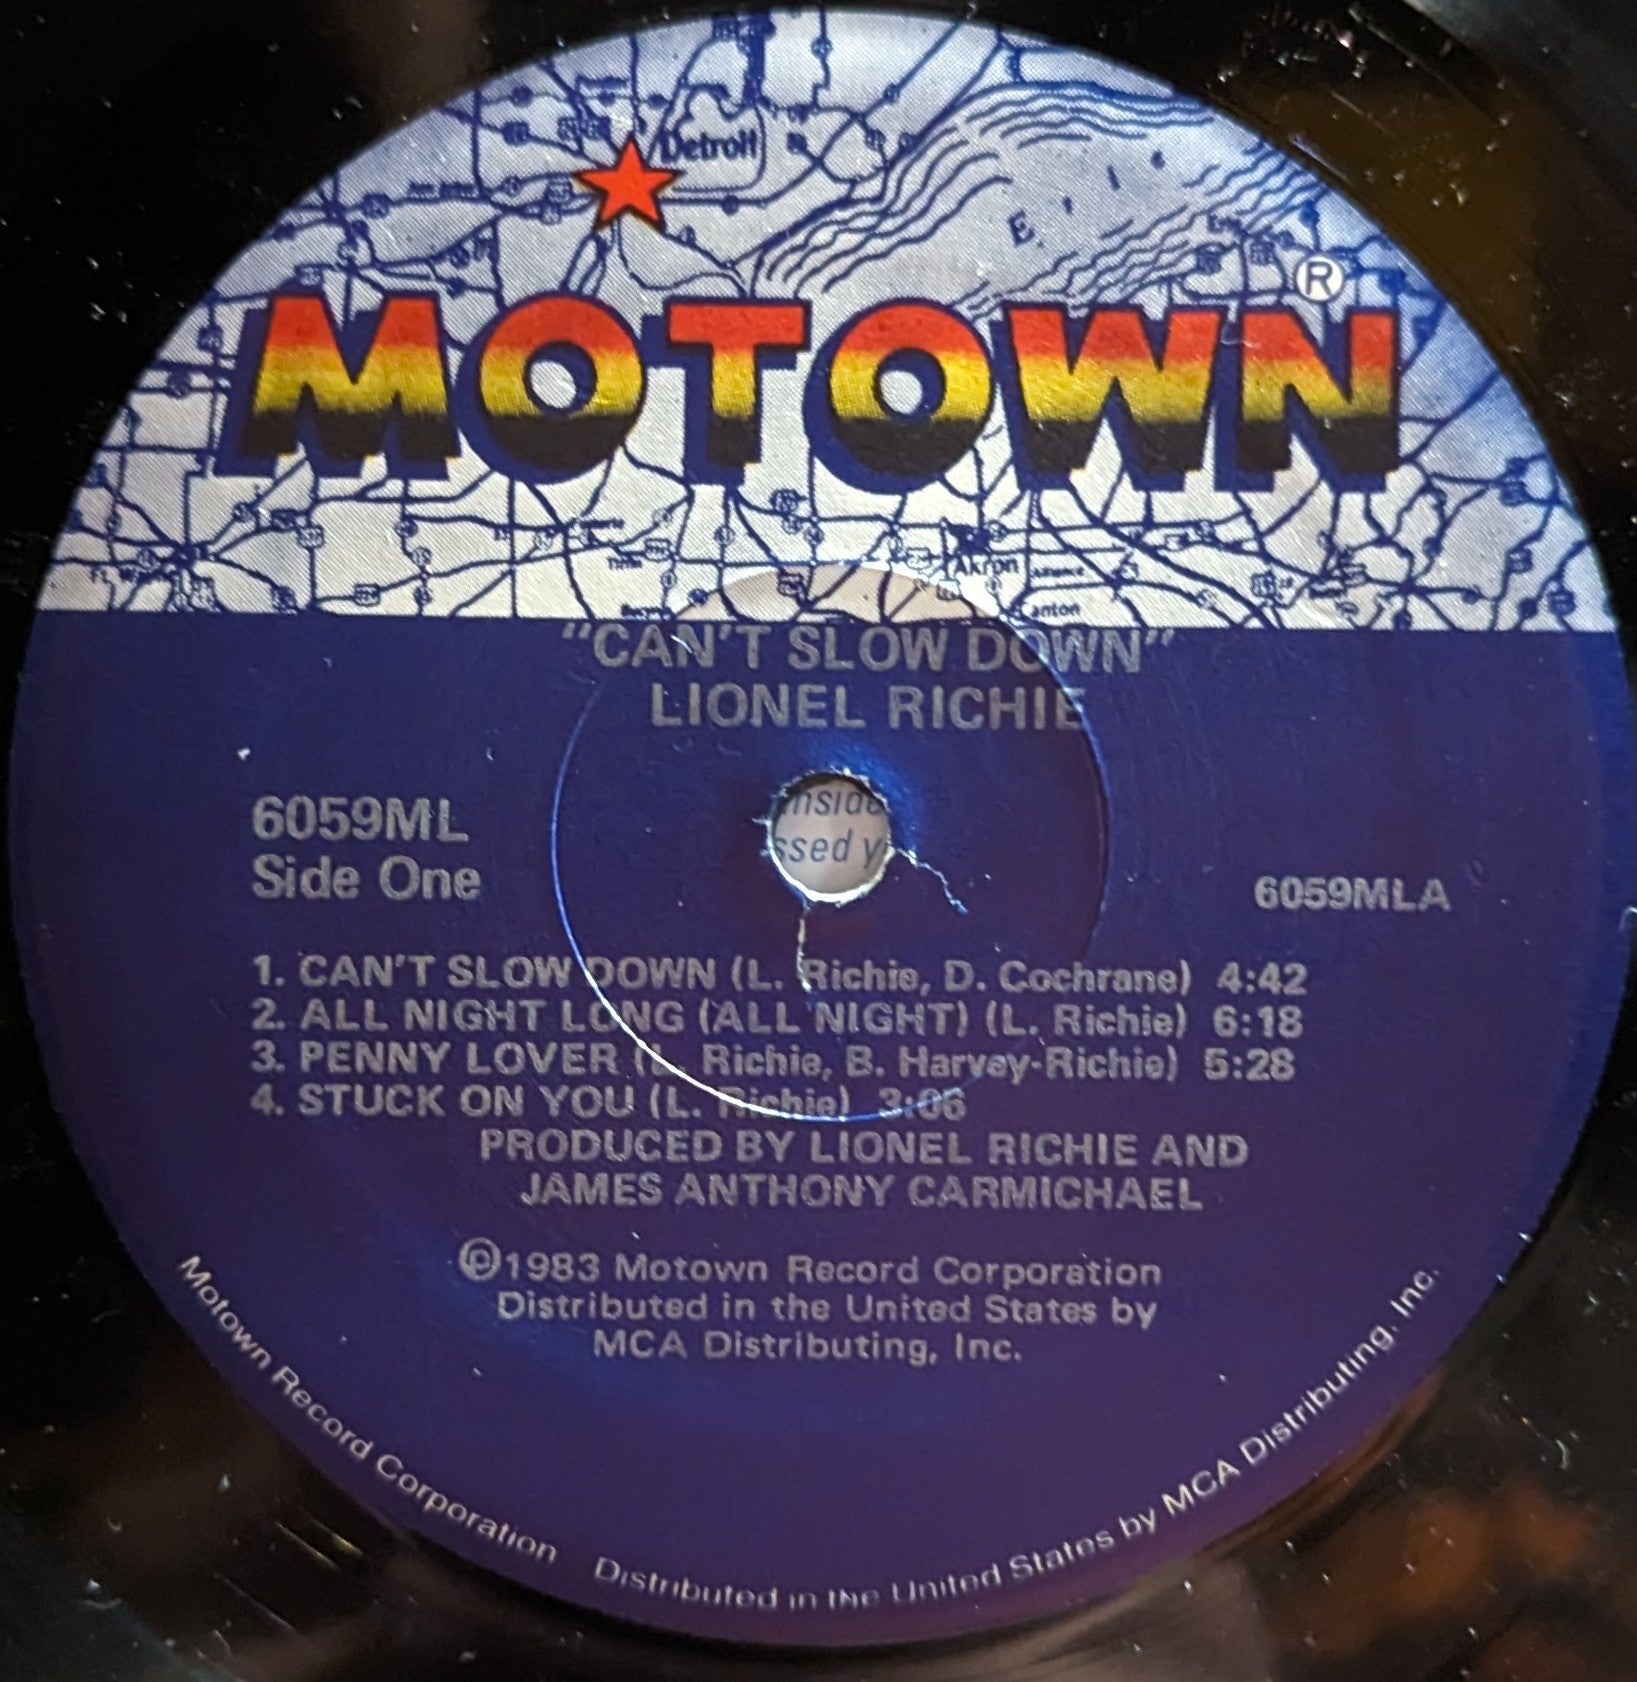 Detroit
Erie
®
MOTOWN
Akron
Alliance
"CAN'T SLOW DOWN"
LIONEL RICHIE
inside
ssed y
6059ML
Side One
6059MLA
1. CAN'T SLOW DOWN (L. Richie, D. Cochrane) 4:42
2. ALL NIGHT LONG (ALL NIGHT) (L. Richie) 6:18
3. PENNY LOVER (L. Richie, B. Harvey-Richie) 5:28
4. STUCK ON YOU (L. Richie) 3:06
PRODUCED BY LIONEL RICHIE AND
JAMES ANTHONY CARMICHAEL
℗1983 Motown Record Corporation
Distributed in the United States by
MCA Distributing, Inc.
Motown Record Corporation Distributed in the United States by MCA Distributing, Inc.